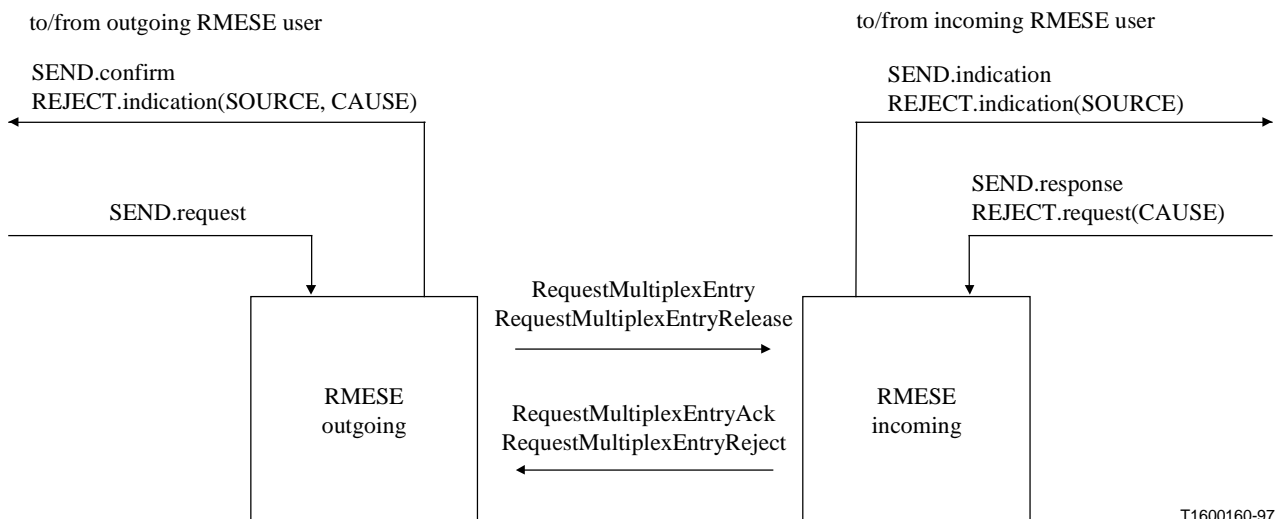 to/from outgoing RMESE user
to/from incoming RMESE user
SEND.confirm
REJECT.indication(SOURCE, CAUSE)
SEND.indication
REJECT.indication(SOURCE)
SEND.request
SEND.response
REJECT.request(CAUSE)
RequestMultiplexEntry
RequestMultiplexEntryRelease
RMESE
outgoing
RequestMultiplexEntryAck
RequestMultiplexEntryReject
RMESE
incoming
T1600160-97